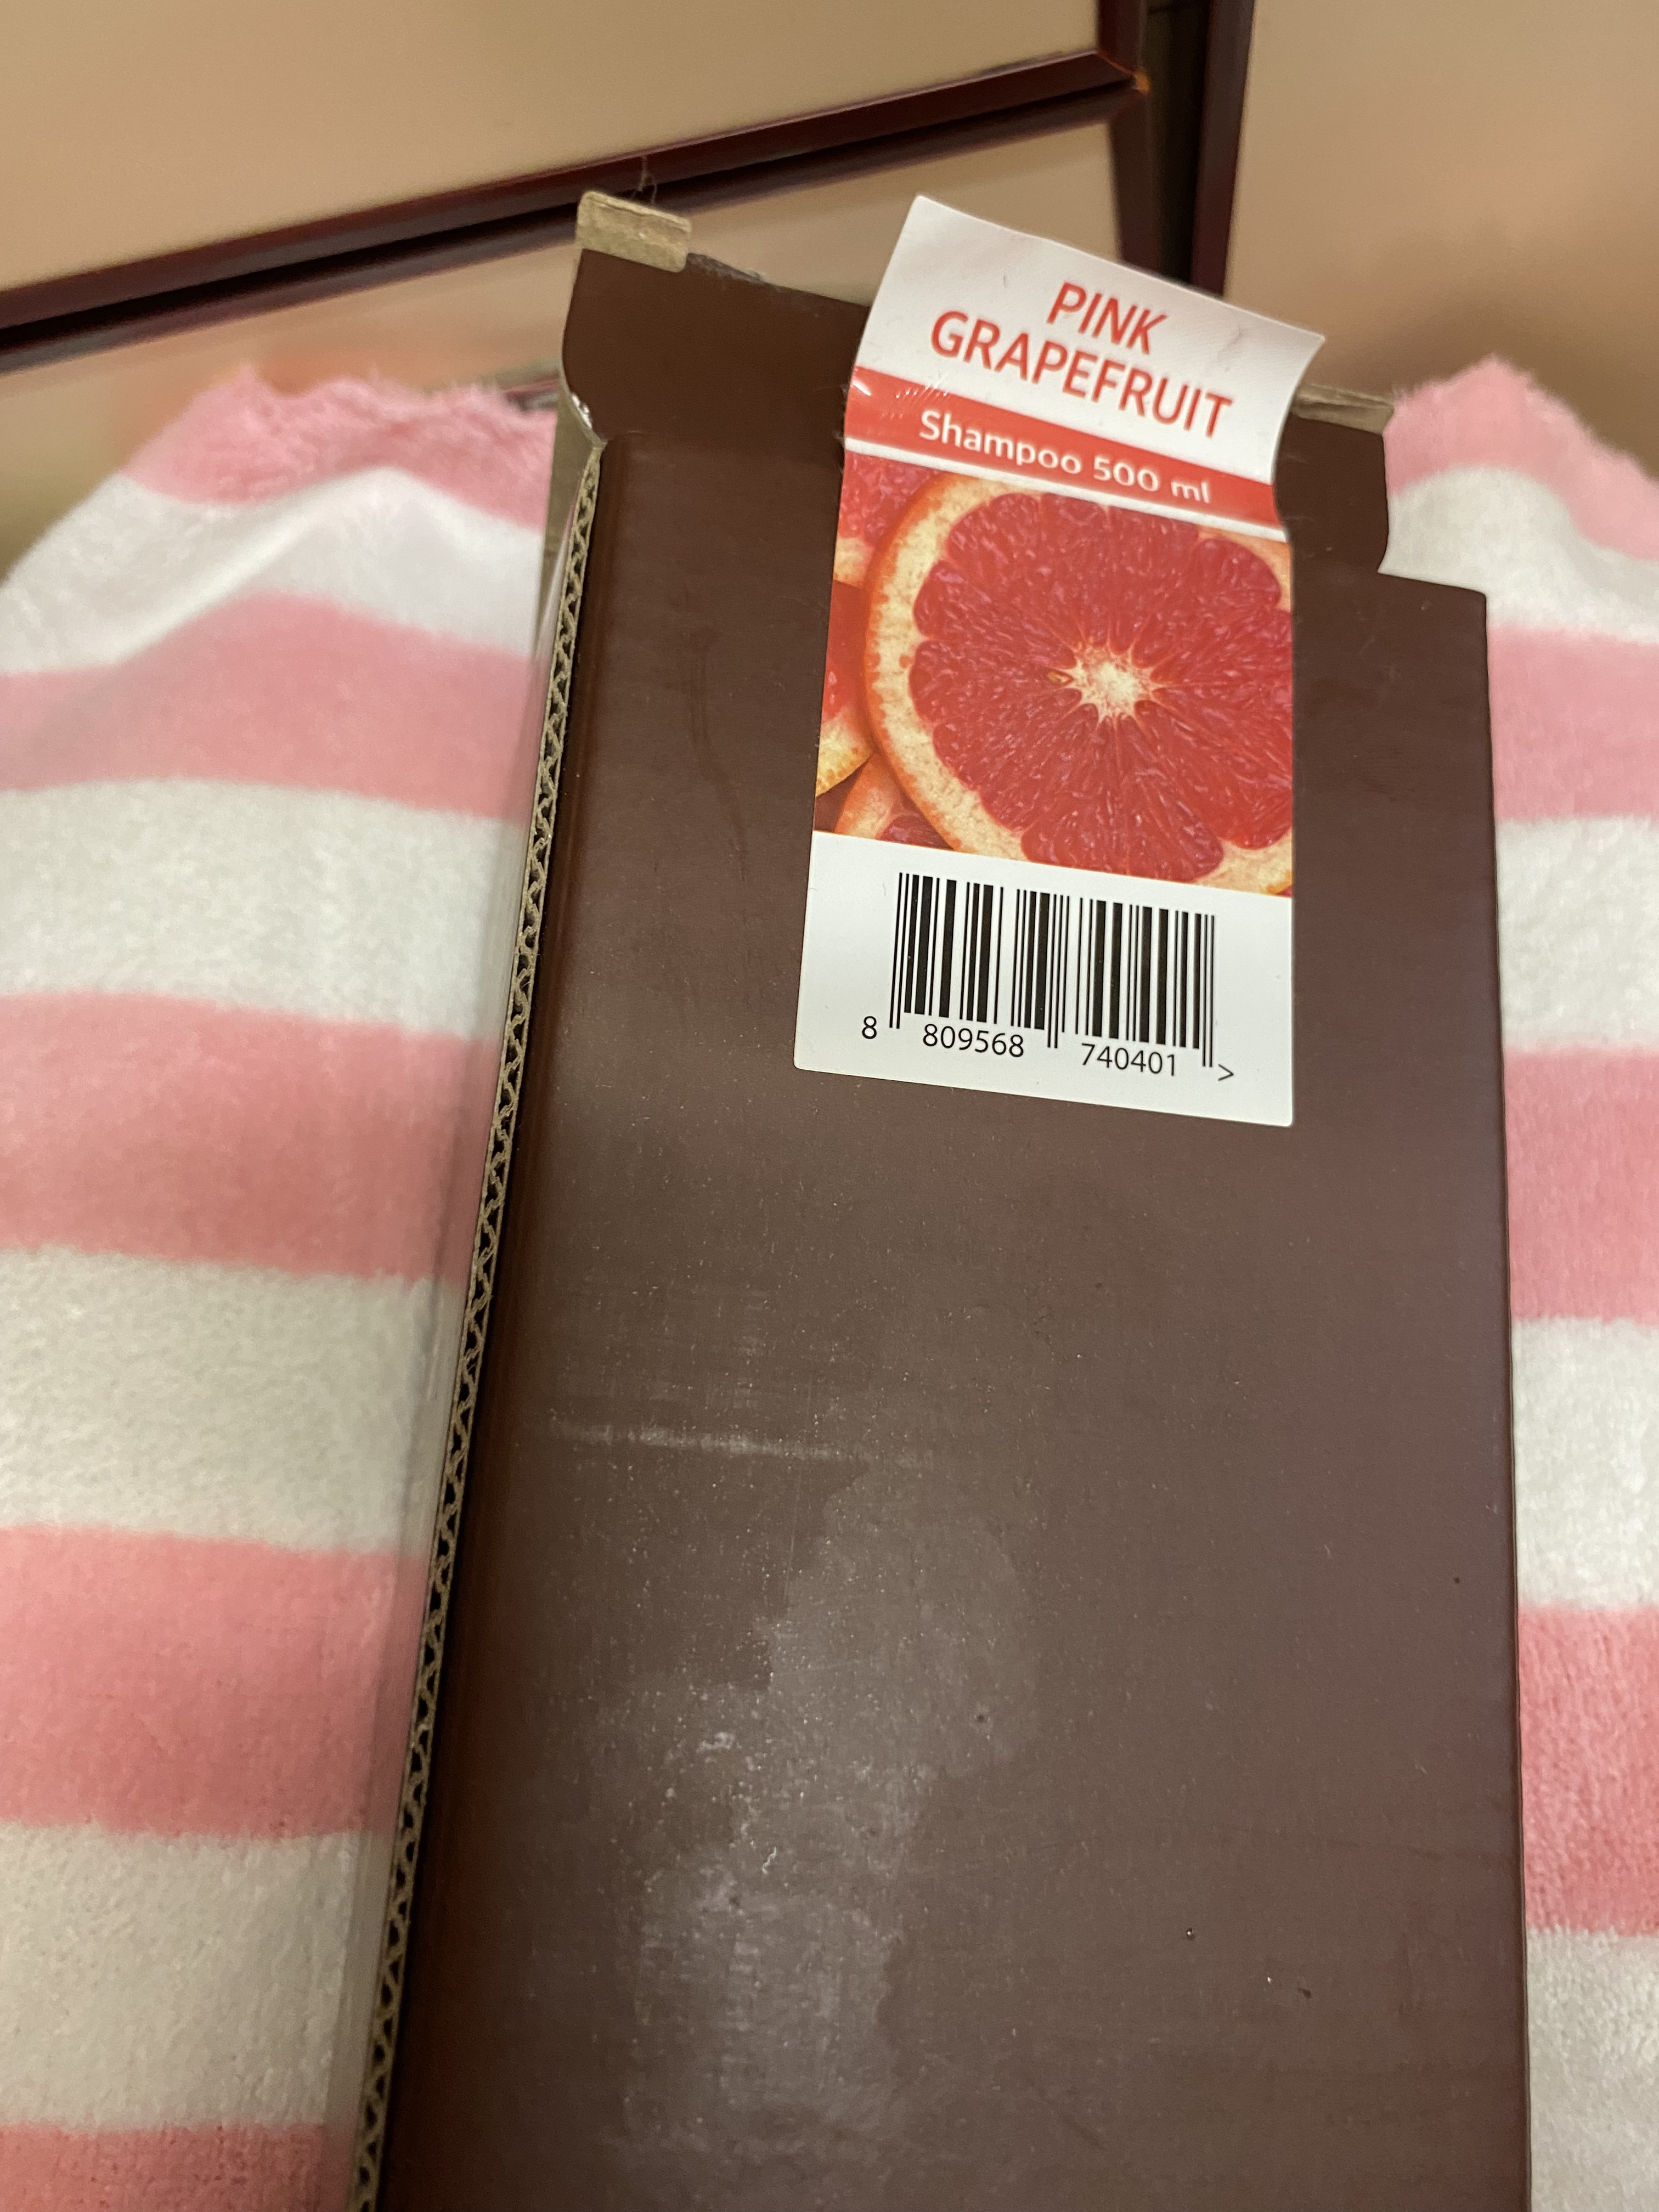 PINK
GRAPEFRUIT
Shampoo 500 ml
8 809568 740401 >